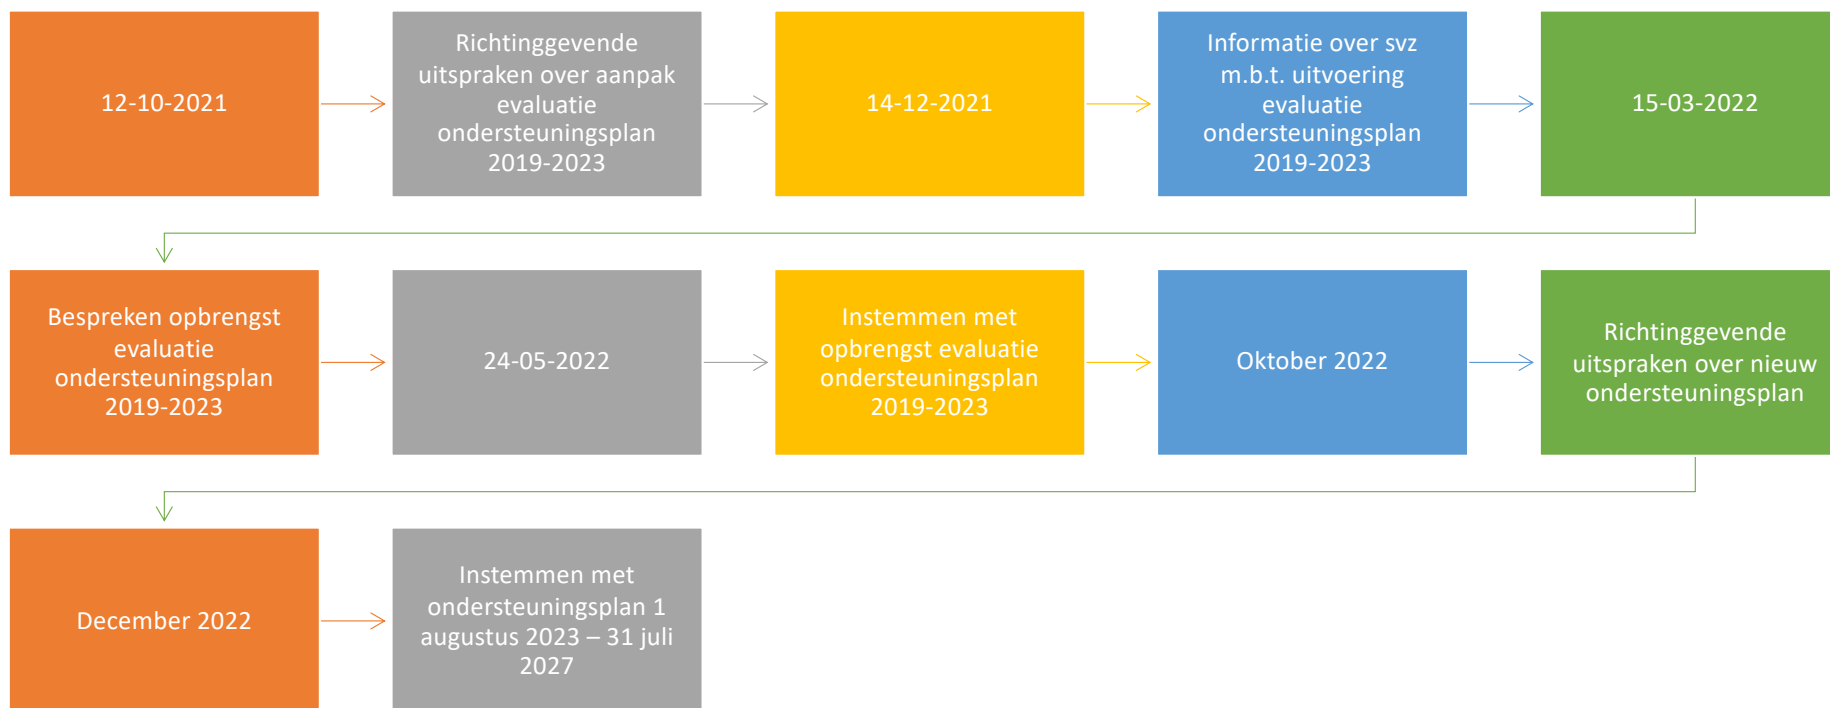 12-10-2021
Richtinggevende
uitspraken over aanpak
evaluatie
ondersteuningsplan
2019-2023
14-12-2021
Informatie over svz
m.b.t. uitvoering
evaluatie
ondersteuningsplan
2019-2023
15-03-2022
Bespreken opbrengst
evaluatie
ondersteuningsplan
2019-2023
24-05-2022
Instemmen met
opbrengst evaluatie
ondersteuningsplan
2019-2023
Oktober 2022
Richtinggevende
uitspraken over nieuw
ondersteuningsplan
December 2022
Instemmen met
ondersteuningsplan 1
augustus 2023 – 31 juli
2027